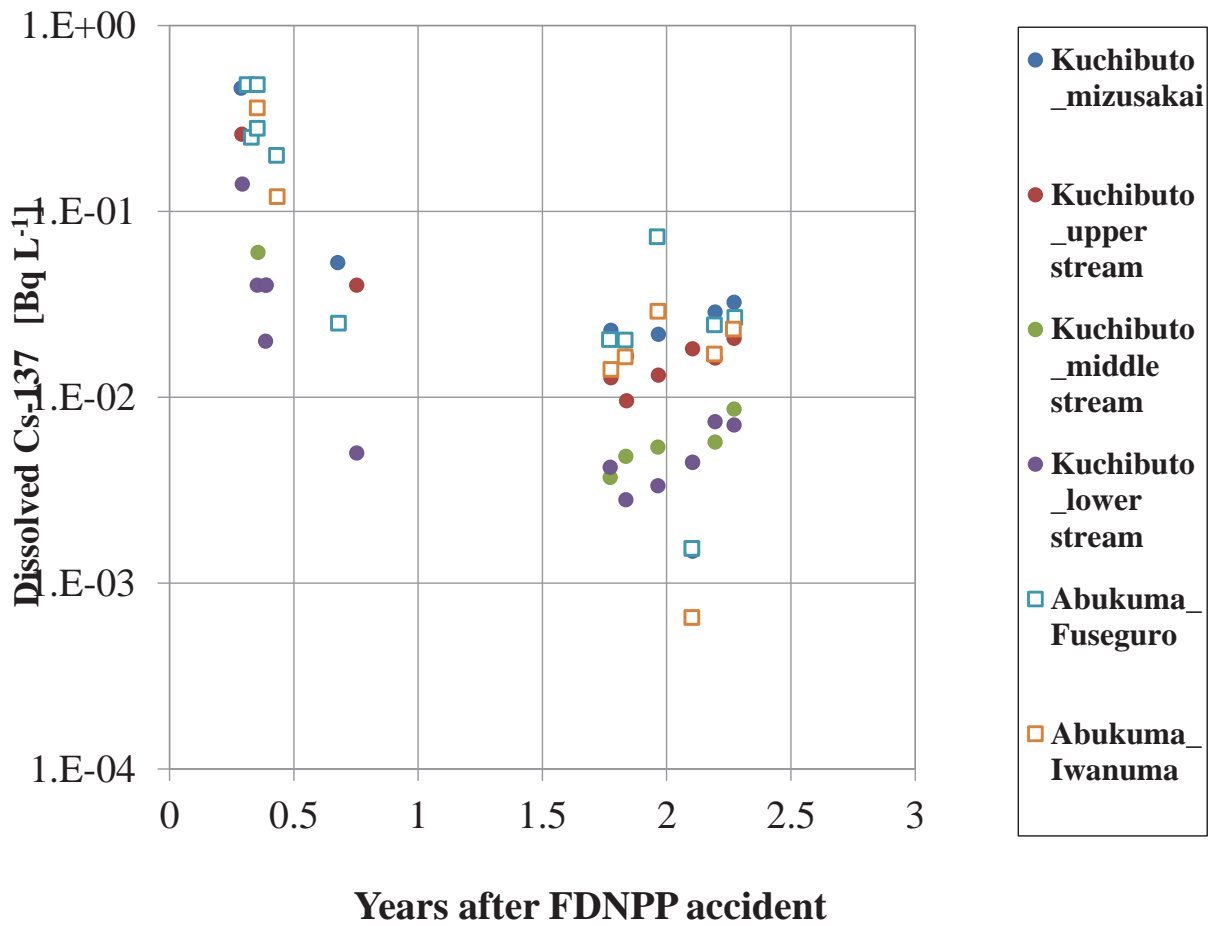 1.E+00
1.E-01
1.E-02
1.E-03
1.E-04
Dissolved Cs-137 [Bq L-1]
0 0.5 1 1.5 2 2.5 3
Years after FDNPP accident
Kuchibuto
_mizusakai
Kuchibuto
_upper
stream
Kuchibuto
_middle
stream
Kuchibuto
_lower
stream
Abukuma_
Fuseguro
Abukuma_
Iwanuma